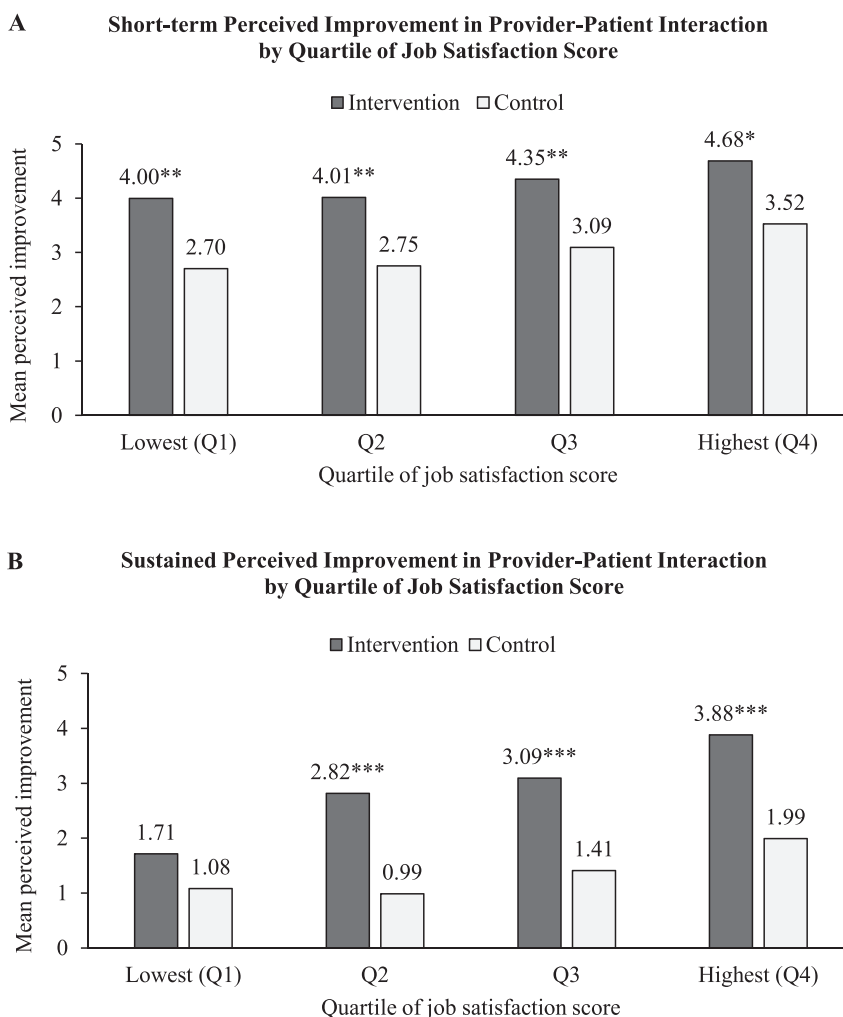 A
Short-term Perceived Improvement in Provider-Patient Interaction
by Quartile of Job Satisfaction Score
Intervention Control
Mean perceived improvement
5
4
3
2
1
0
4.00**
2.70
4.01**
2.75
4.35**
3.09
4.68*
3.52
Lowest (Q1) Q2 Q3 Highest (Q4)
Quartile of job satisfaction score
B
Sustained Perceived Improvement in Provider-Patient Interaction
by Quartile of Job Satisfaction Score
Intervention Control
Mean perceived improvement
5
4
3
2
1
0
1.71
1.08
2.82***
0.99
3.09***
1.41
3.88***
1.99
Lowest (Q1) Q2 Q3 Highest (Q4)
Quartile of job satisfaction score